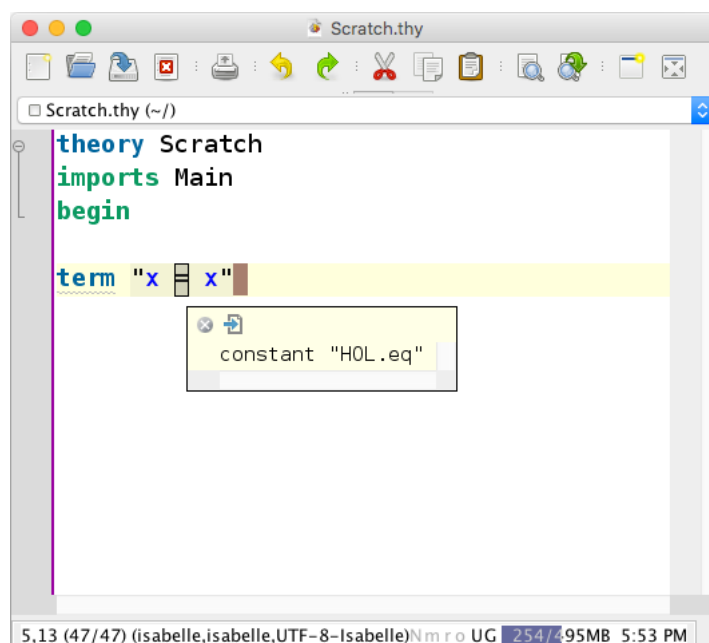 Scratch.thy
Scratch.thy (~/)
theory Scratch
imports Main
begin
term "x = x"
constant "HOL.eq"
5,13 (47/47) (isabelle,isabelle,UTF-8-Isabelle)N m r o UG 254/495MB 5:53 PM